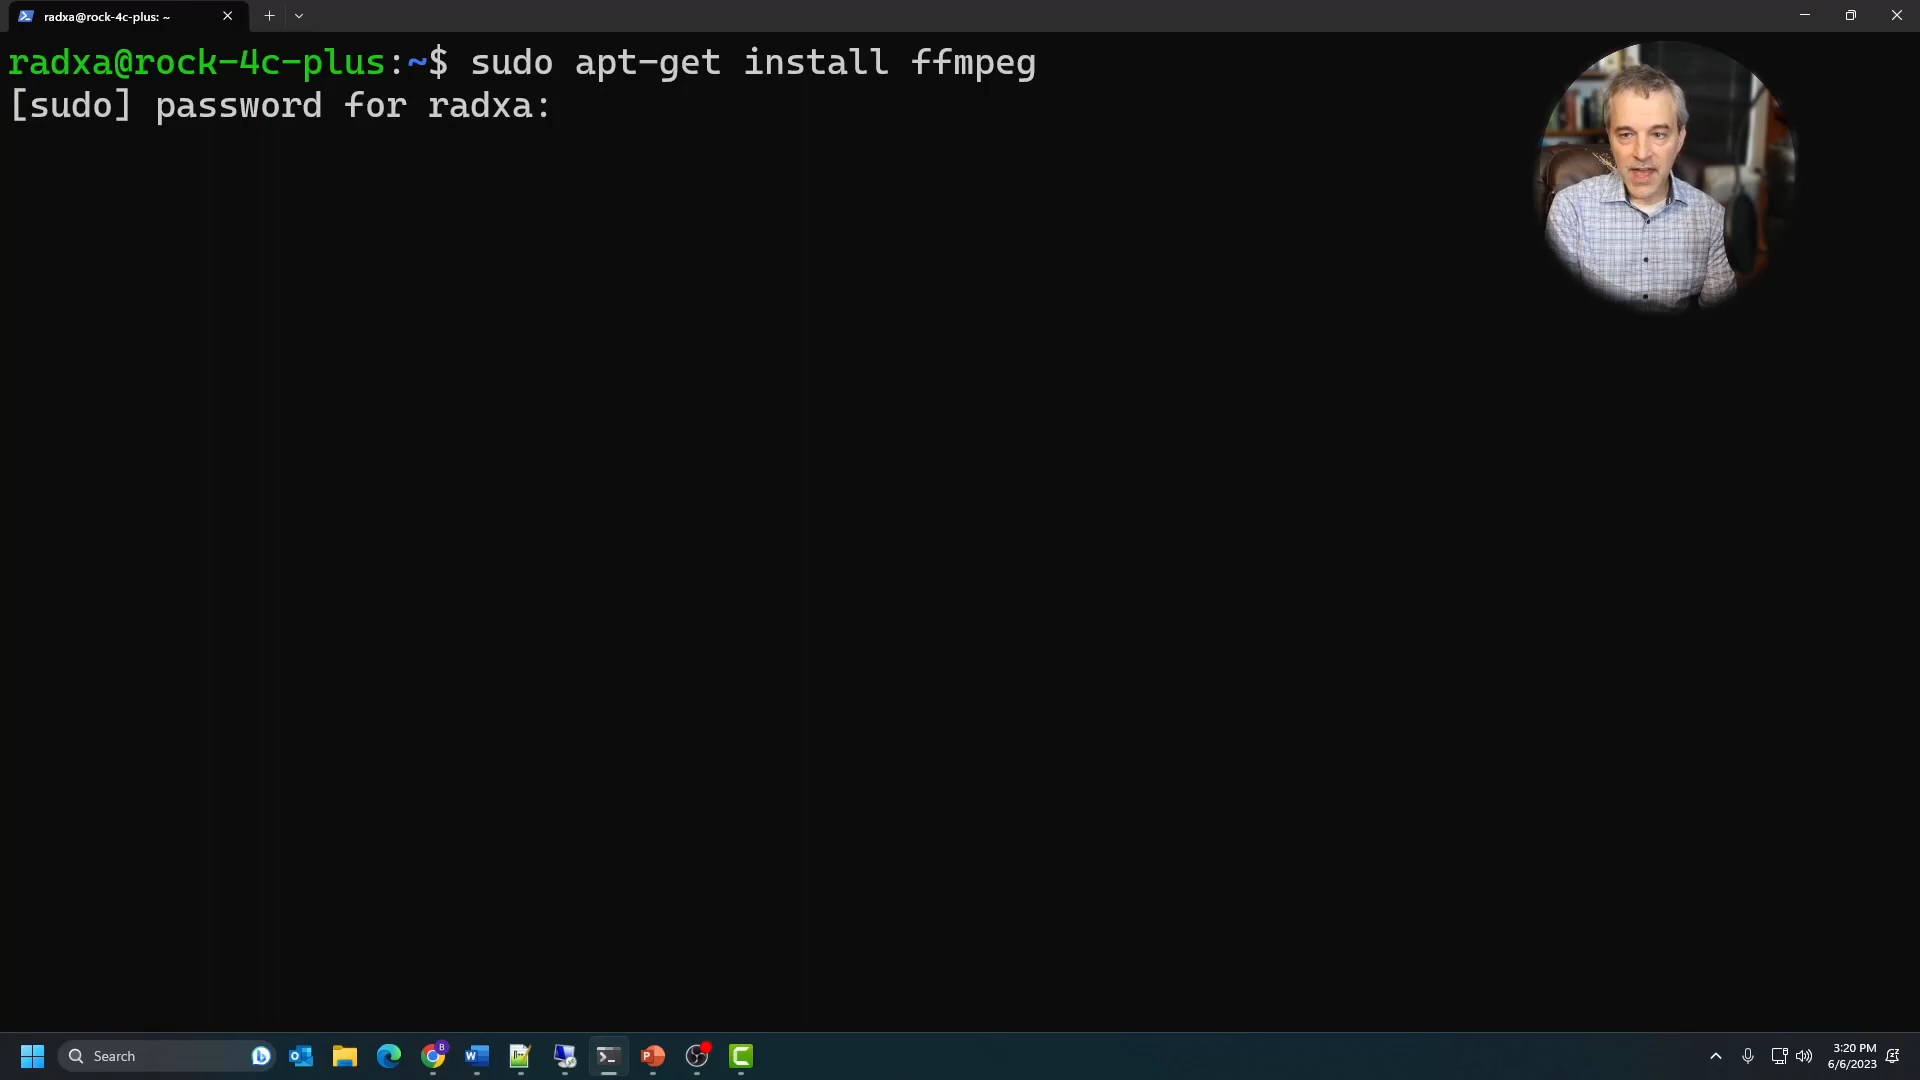 radxa@rock-4c-plus: ~
radxa@rock-4c-plus:~$ sudo apt-get install ffmpeg
[sudo] password for radxa:
Search
B
3:20 PM
6/6/2023